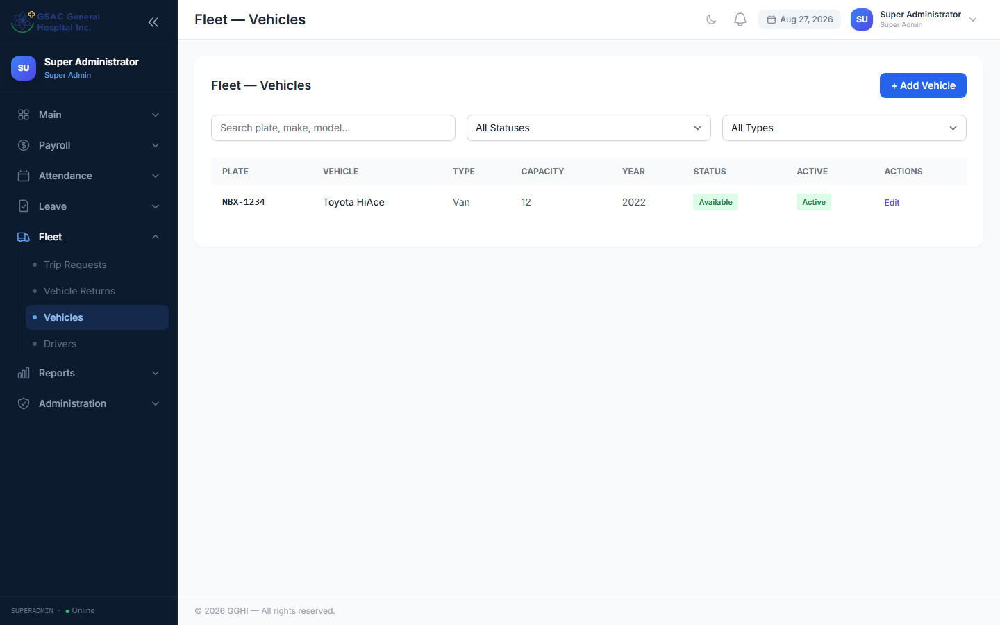 GSAC General
Hospital Inc.
SU
Super Administrator
Super Admin
Main
Payroll
Attendance
Leave
Fleet
Trip Requests
Vehicle Returns
Vehicles
Drivers
Reports
Administration
SUPERADMIN · Online
Fleet — Vehicles
Aug 27, 2026
SU
Super Administrator
Super Admin
Fleet — Vehicles
+ Add Vehicle
Search plate, make, model...
All Statuses
All Types
PLATE VEHICLE TYPE CAPACITY YEAR STATUS ACTIVE ACTIONS
NBX-1234 Toyota HiAce Van 12 2022 Available Active Edit
© 2026 GGHI — All rights reserved.